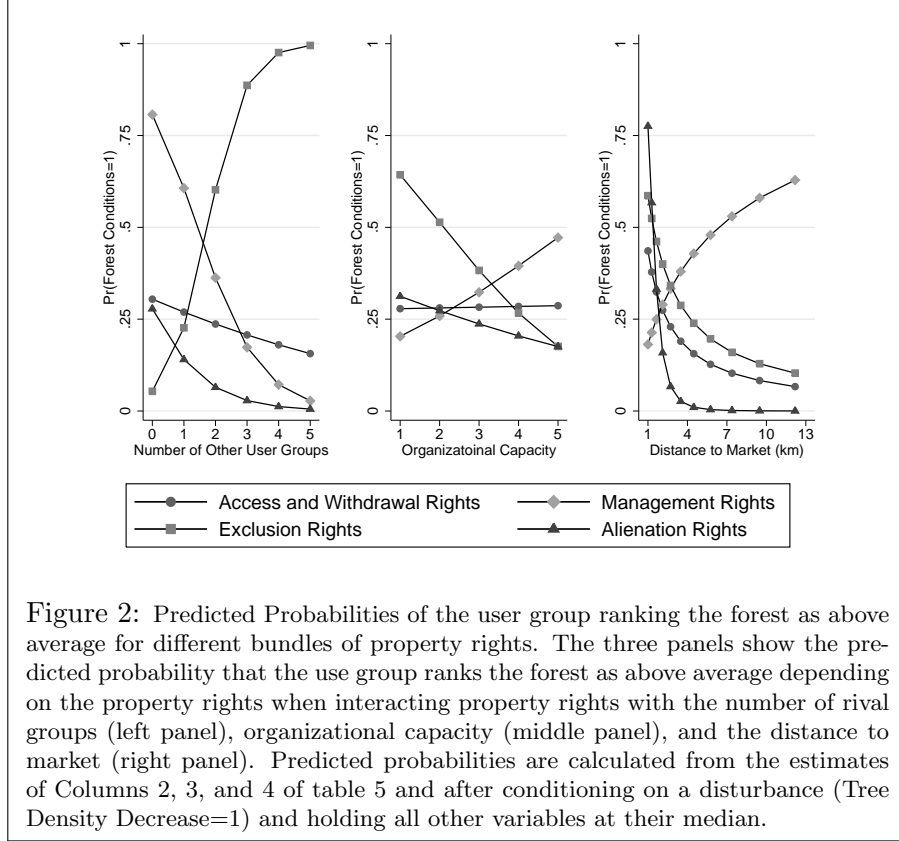 Pr(Forest Conditions=1)
1
.75
.5
.25
0
0 1 2 3 4 5
Number of Other User Groups
Pr(Forest Conditions=1)
1
.75
.5
.25
0
1 2 3 4 5
Organizatoinal Capacity
Pr(Forest Conditions=1)
1
.75
.5
.25
0
1 4 7 10 13
Distance to Market (km)
Access and Withdrawal Rights
Management Rights
Exclusion Rights
Alienation Rights
Figure 2: Predicted Probabilities of the user group ranking the forest as above
average for different bundles of property rights. The three panels show the pre-
dicted probability that the use group ranks the forest as above average depending
on the property rights when interacting property rights with the number of rival
groups (left panel), organizational capacity (middle panel), and the distance to
market (right panel). Predicted probabilities are calculated from the estimates
of Columns 2, 3, and 4 of table 5 and after conditioning on a disturbance (Tree
Density Decrease=1) and holding all other variables at their median.